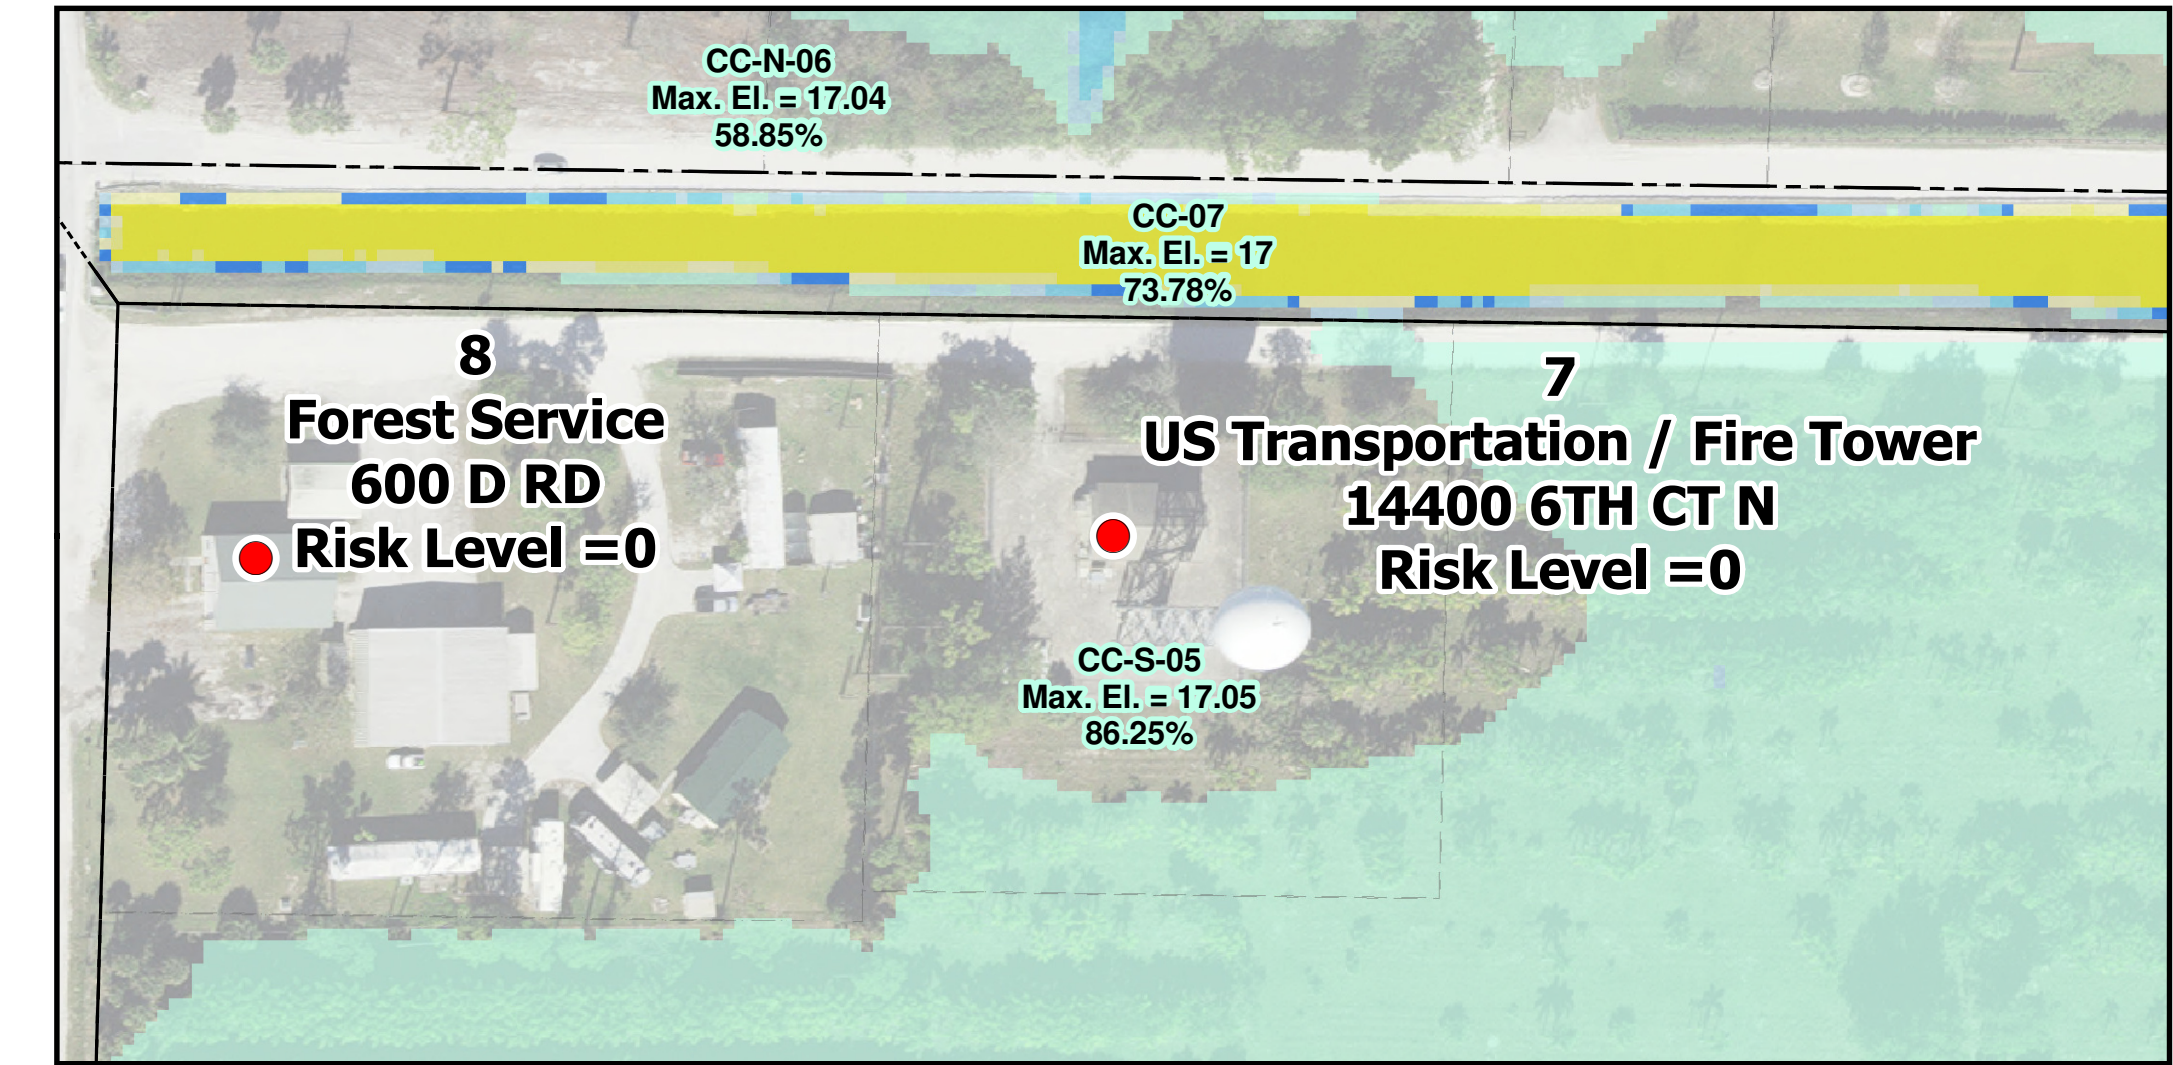 CC-N-06
Max. El. = 17.04
58.85%
CC-07
Max. El. = 17
73.78%
8
Forest Service
600 D RD
Risk Level =0
7
US Transportation / Fire Tower
14400 6TH CT N
Risk Level =0
CC-S-05
Max. El. = 17.05
86.25%